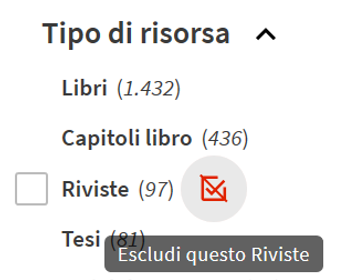 Tipo di risorsa
Libri (1.432)
Capitoli libro (436)
Riviste (97)
Tesi (81)
Escludi questo Riviste